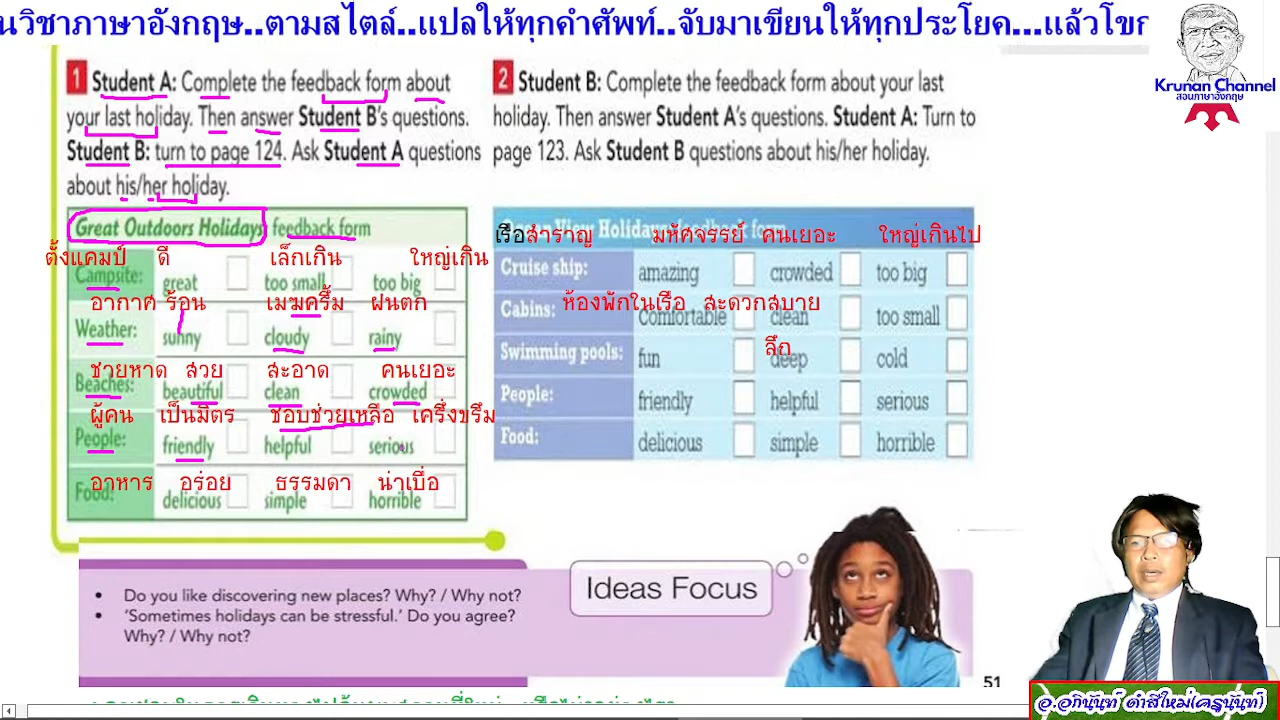 นวิชาภาษาอังกฤษ..ตามสไตล์..แปลให้ทุกคำศัพท์..จับมาเขียนให้ทุกประโยค...แล้วโยก
Krunan Channel
สอนภาษาอังกฤษ
1 Student A: Complete the feedback form about
your last holiday. Then answer Student B's questions.
Student B: turn to page 124. Ask Student A questions
about his/her holiday.
2 Student B: Complete the feedback form about your last
holiday. Then answer Student A's questions. Student A: Turn to
page 123. Ask Student B questions about his/her holiday.
Great Outdoors Holidays feedback form
ตั้งแคมป์ ดี เล็กเกิน ใหญ่เกิน
Campsite: great too small too big
อากาศ ร้อน เมฆครึ้ม ฝนตก
Weather: sunny cloudy rainy
ชายหาด สวย สะอาด คนเยอะ
Beaches: beautiful clean crowded
ผู้คน เป็นมิตร ชอบช่วยเหลือ เครึ่งขรึม
People: friendly helpful serious
อาหาร อร่อย ธรรมดา น่าเบื่อ
Food: delicious simple horrible
Holidays feedback form
เรือสำราญ มหัศจรรย์ คนเยอะ ใหญ่เกินไป
Cruise ship: amazing crowded too big
ห้องพักในเรือ สะดวกสบาย
Cabins: comfortable clean too small
ลึก
Swimming pools: fun deep cold
People: friendly helpful serious
Food: delicious simple horrible
Ideas Focus
• Do you like discovering new places? Why? / Why not?
• 'Sometimes holidays can be stressful.' Do you agree?
Why? / Why not?
51
อ.อภินันท์ คำสีใหม่(ครูนันท์)